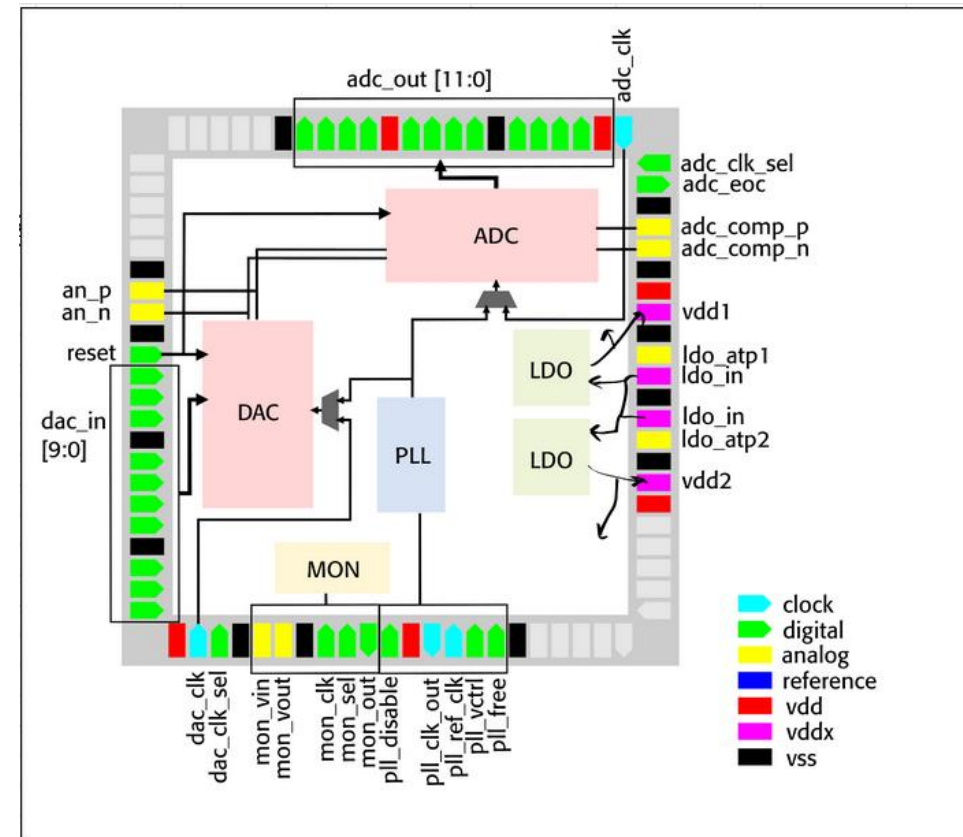 adc_out [11:0]
adc_clk
adc_clk_sel
adc_eoc
ADC
adc_comp_p
adc_comp_n
an_p
an_n
vdd1
reset
LDO
ldo_atp1
ldo_in
dac_in
[9:0]
DAC
PLL
LDO
ldo_in
ldo_atp2
vdd2
MON
clock
digital
analog
reference
vdd
vddx
vss
dac_clk
dac_clk_sel
mon_vin
mon_vout
mon_clk
mon_sel
mon_out
pll_disable
pll_clk_out
pll_ref_clk
pll_vctrl
pll_free